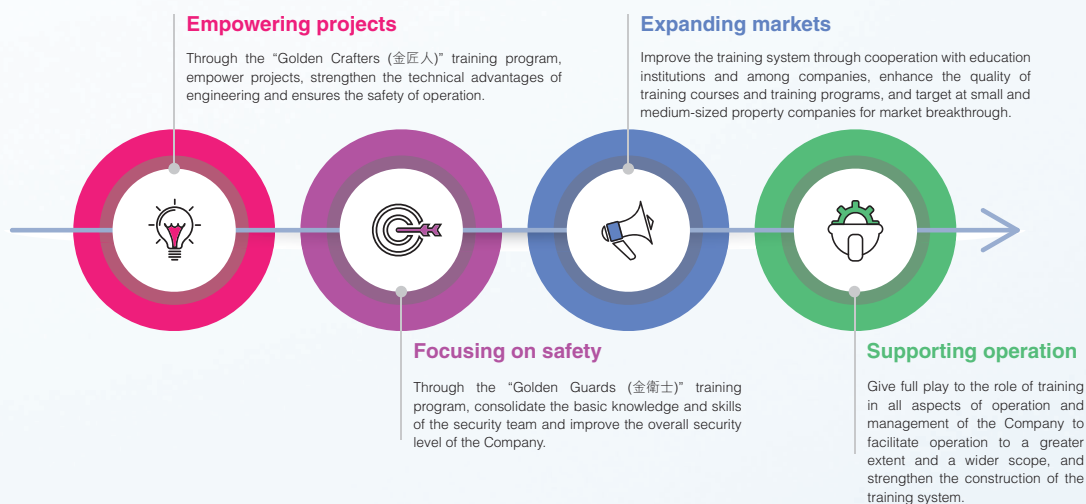 Empowering projects
Through the “Golden Crafters (金匠人)” training program,
empower projects, strengthen the technical advantages of
engineering and ensures the safety of operation.
Expanding markets
Improve the training system through cooperation with education
institutions and among companies, enhance the quality of
training courses and training programs, and target at small and
medium-sized property companies for market breakthrough.
Focusing on safety
Through the “Golden Guards (金衛士)” training
program, consolidate the basic knowledge and skills
of the security team and improve the overall security
level of the Company.
Supporting operation
Give full play to the role of training
in all aspects of operation and
management of the Company to
facilitate operation to a greater
extent and a wider scope, and
strengthen the construction of the
training system.